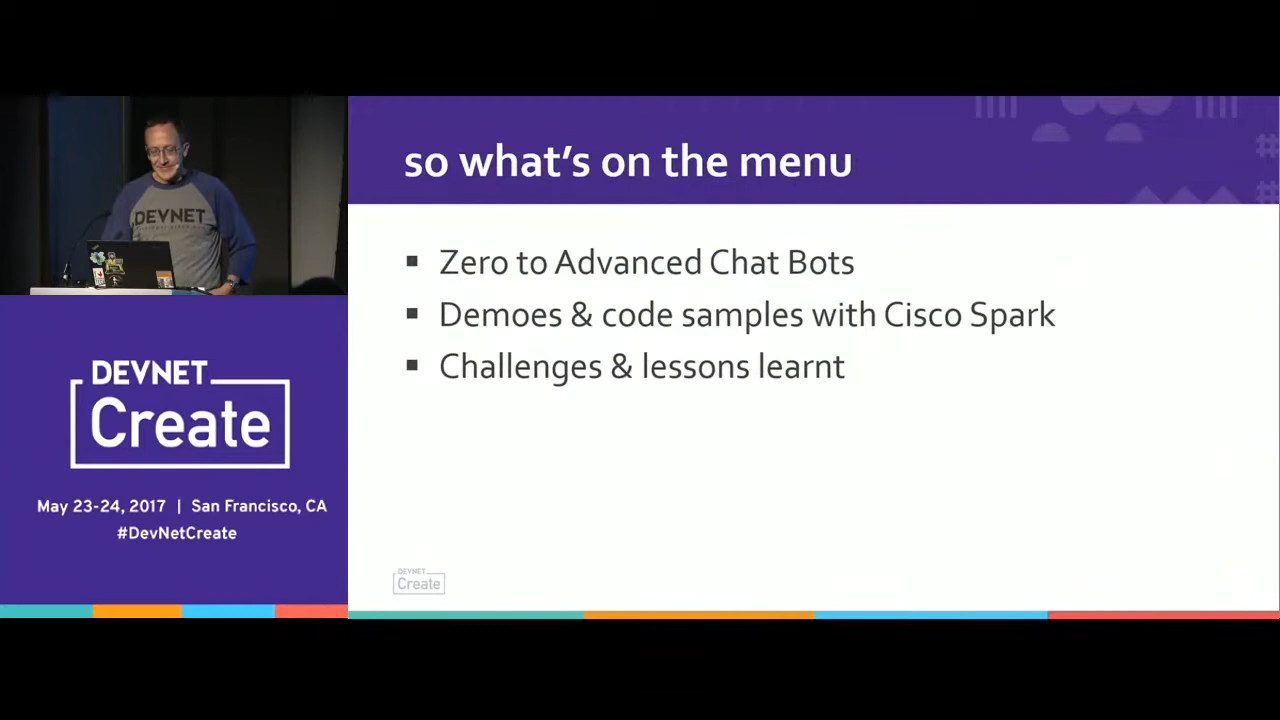 DEVNET
DEVNET
Create
May 23-24, 2017 | San Francisco, CA
#DevNetCreate
so what's on the menu
▪ Zero to Advanced Chat Bots
▪ Demoes & code samples with Cisco Spark
▪ Challenges & lessons learnt
DEVNET
Create